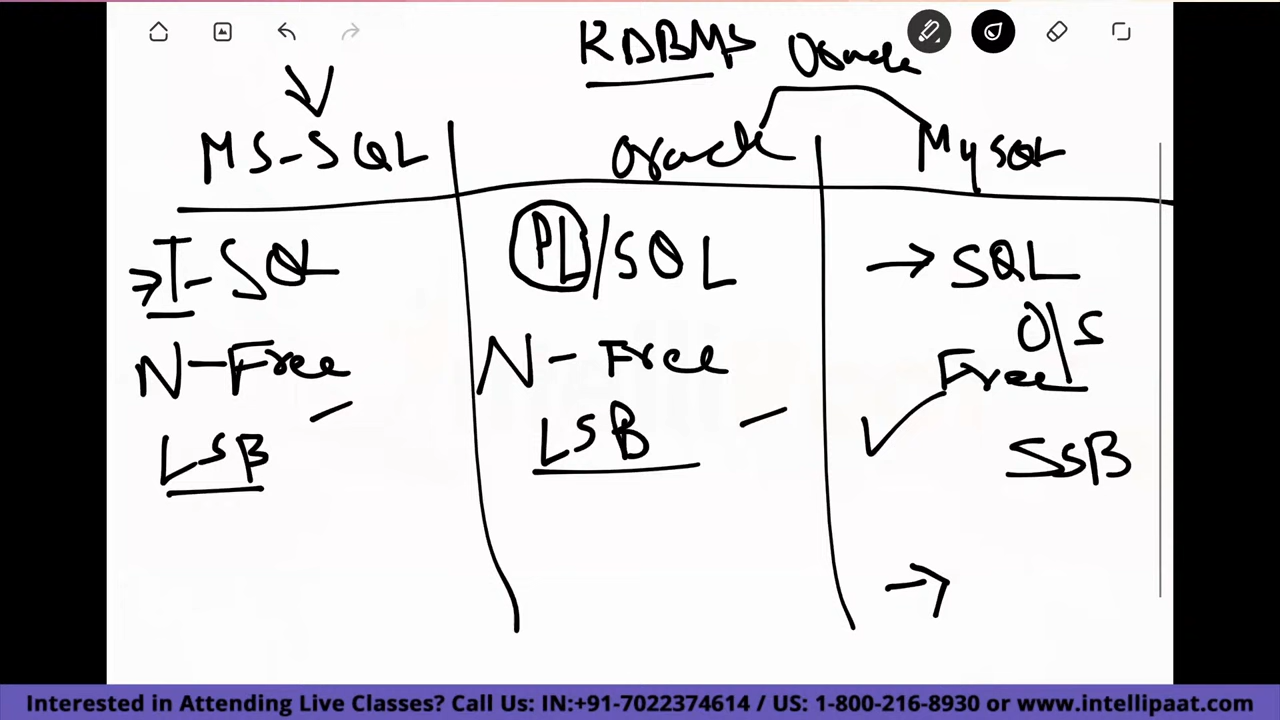 RDBMS Oracle
MS-SQL Oracle MySQL
T-SQL PL/SQL → SQL
O/S
N-Free N-Free Free
LSB LSB SSB
Interested in Attending Live Classes? Call Us: IN:+91-7022374614 / US: 1-800-216-8930 or www.intellipaat.com